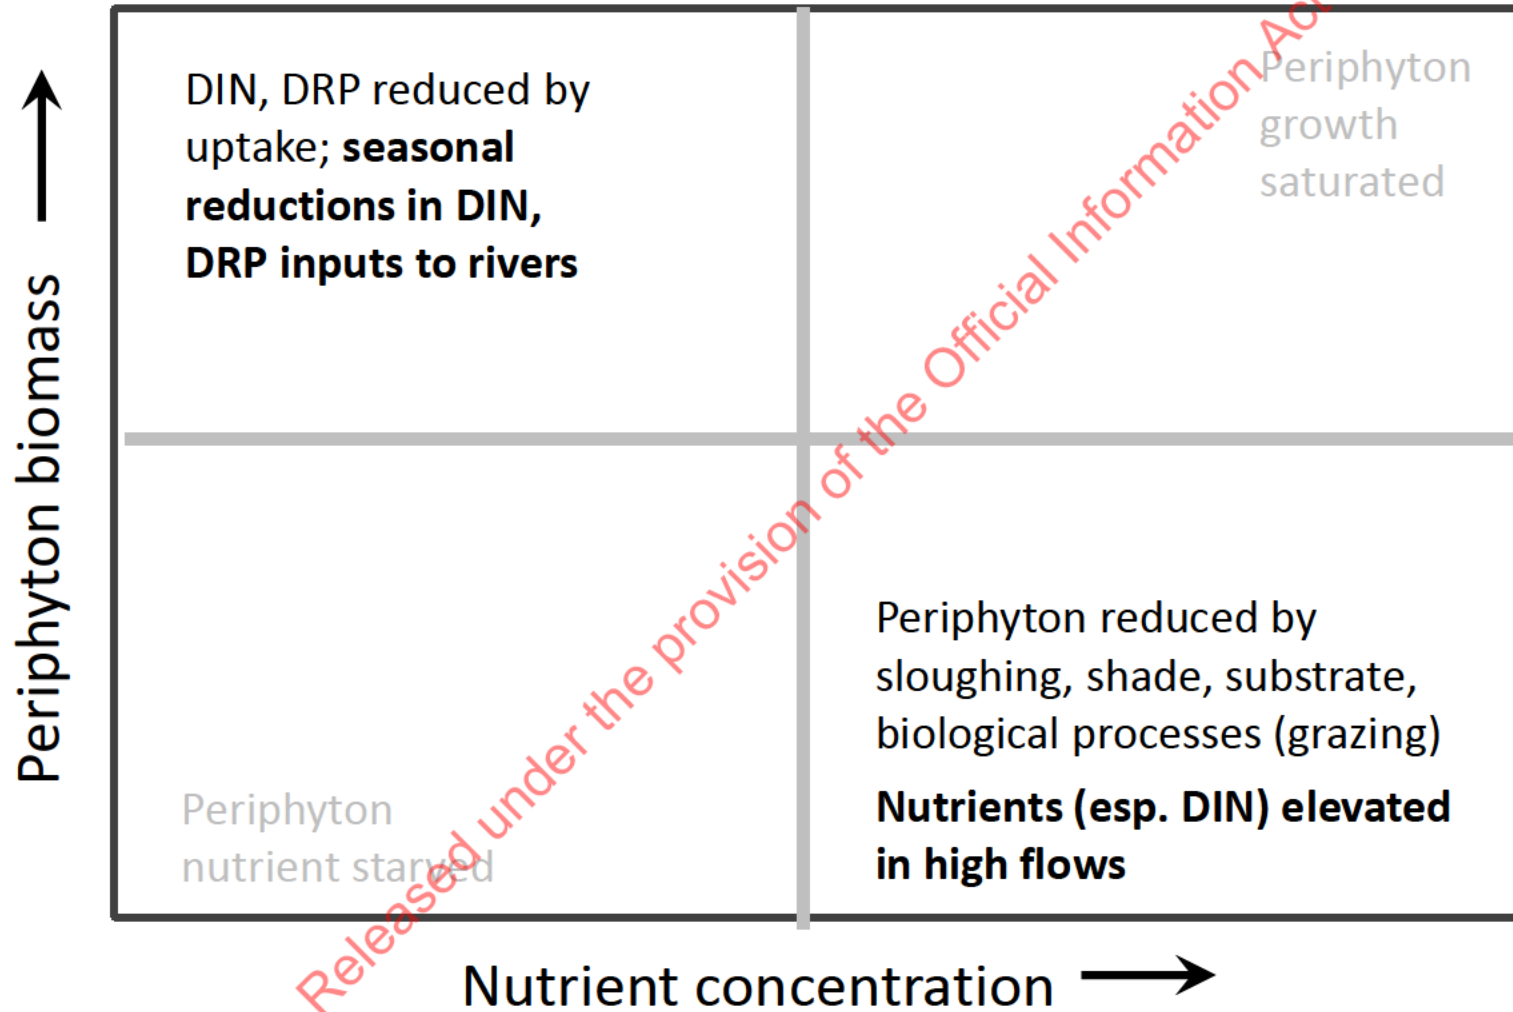 DIN, DRP reduced by
uptake; seasonal
reductions in DIN,
DRP inputs to rivers
Periphyton
growth
saturated
Periphyton biomass
Periphyton
nutrient starved
Periphyton reduced by
sloughing, shade, substrate,
biological processes (grazing)
Nutrients (esp. DIN) elevated
in high flows
Nutrient concentration
Released under the provision of the Official Information Act